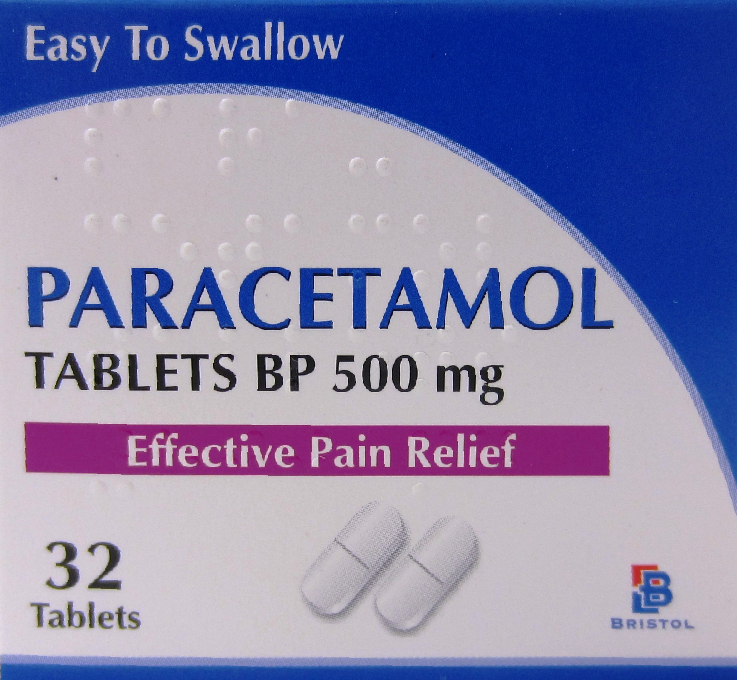 Easy To Swallow
PARACETAMOL
TABLETS BP 500 mg
Effective Pain Relief
32
Tablets
BRISTOL